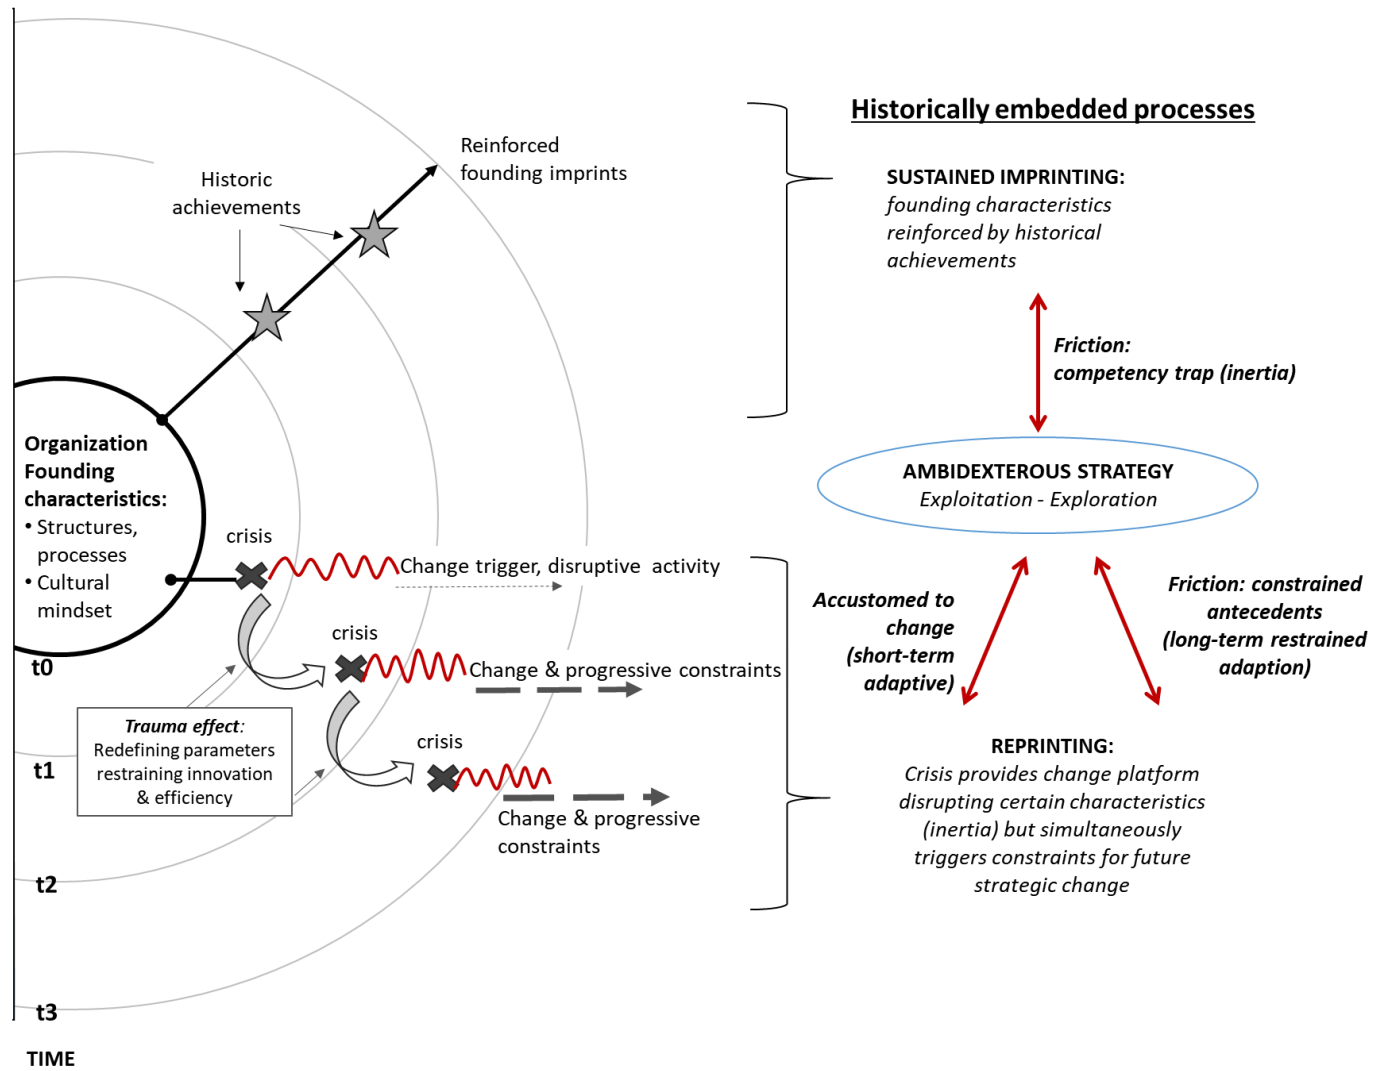 Historically embedded processes
Reinforced
founding imprints
Historic
achievements
SUSTAINED IMPRINTING:
founding characteristics
reinforced by historical
achievements
Friction:
competency trap (inertia)
Organization
Founding
characteristics:
• Structures,
processes
• Cultural
mindset
t0
AMBIDEXTEROUS STRATEGY
Exploitation - Exploration
crisis
Change trigger, disruptive activity
crisis
Change & progressive constraints
crisis
Change & progressive
constraints
Trauma effect:
Redefining parameters
restraining innovation
& efficiency
Accustomed to
change
(short-term
adaptive)
Friction: constrained
antecedents
(long-term restrained
adaption)
REPRINTING:
Crisis provides change platform
disrupting certain characteristics
(inertia) but simultaneously
triggers constraints for future
strategic change
t1
t2
t3
TIME